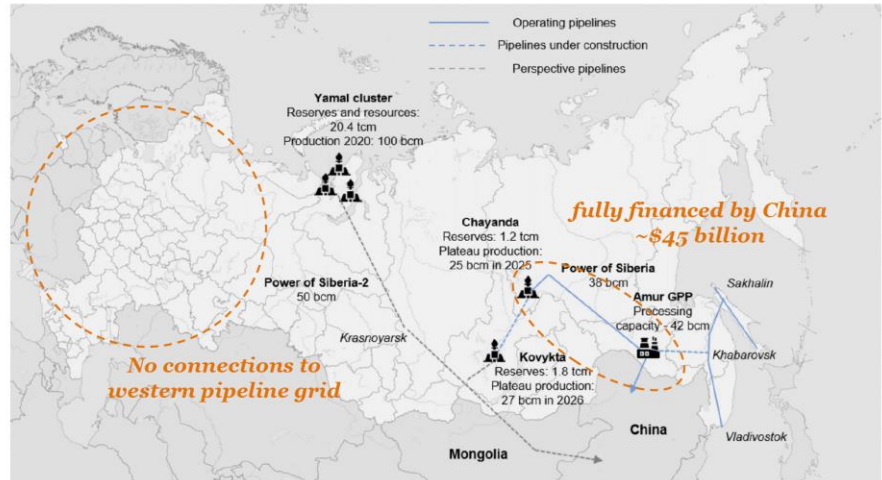 Operating pipelines
Pipelines under construction
Perspective pipelines
Yamal cluster
Reserves and resources:
20.4 tcm
Production 2020: 100 bcm
Chayanda
Reserves: 1.2 tcm
Plateau production:
25 bcm in 2025
fully financed by China
~$45 billion
Power of Siberia
38 bcm
Power of Siberia-2
50 bcm
Amur GPP
Processing
capacity - 42 bcm
Sakhalin
Krasnoyarsk
Khabarovsk
Kovykta
Reserves: 1.8 tcm
Plateau production:
27 bcm in 2026
No connections to
western pipeline grid
China
Vladivostok
Mongolia